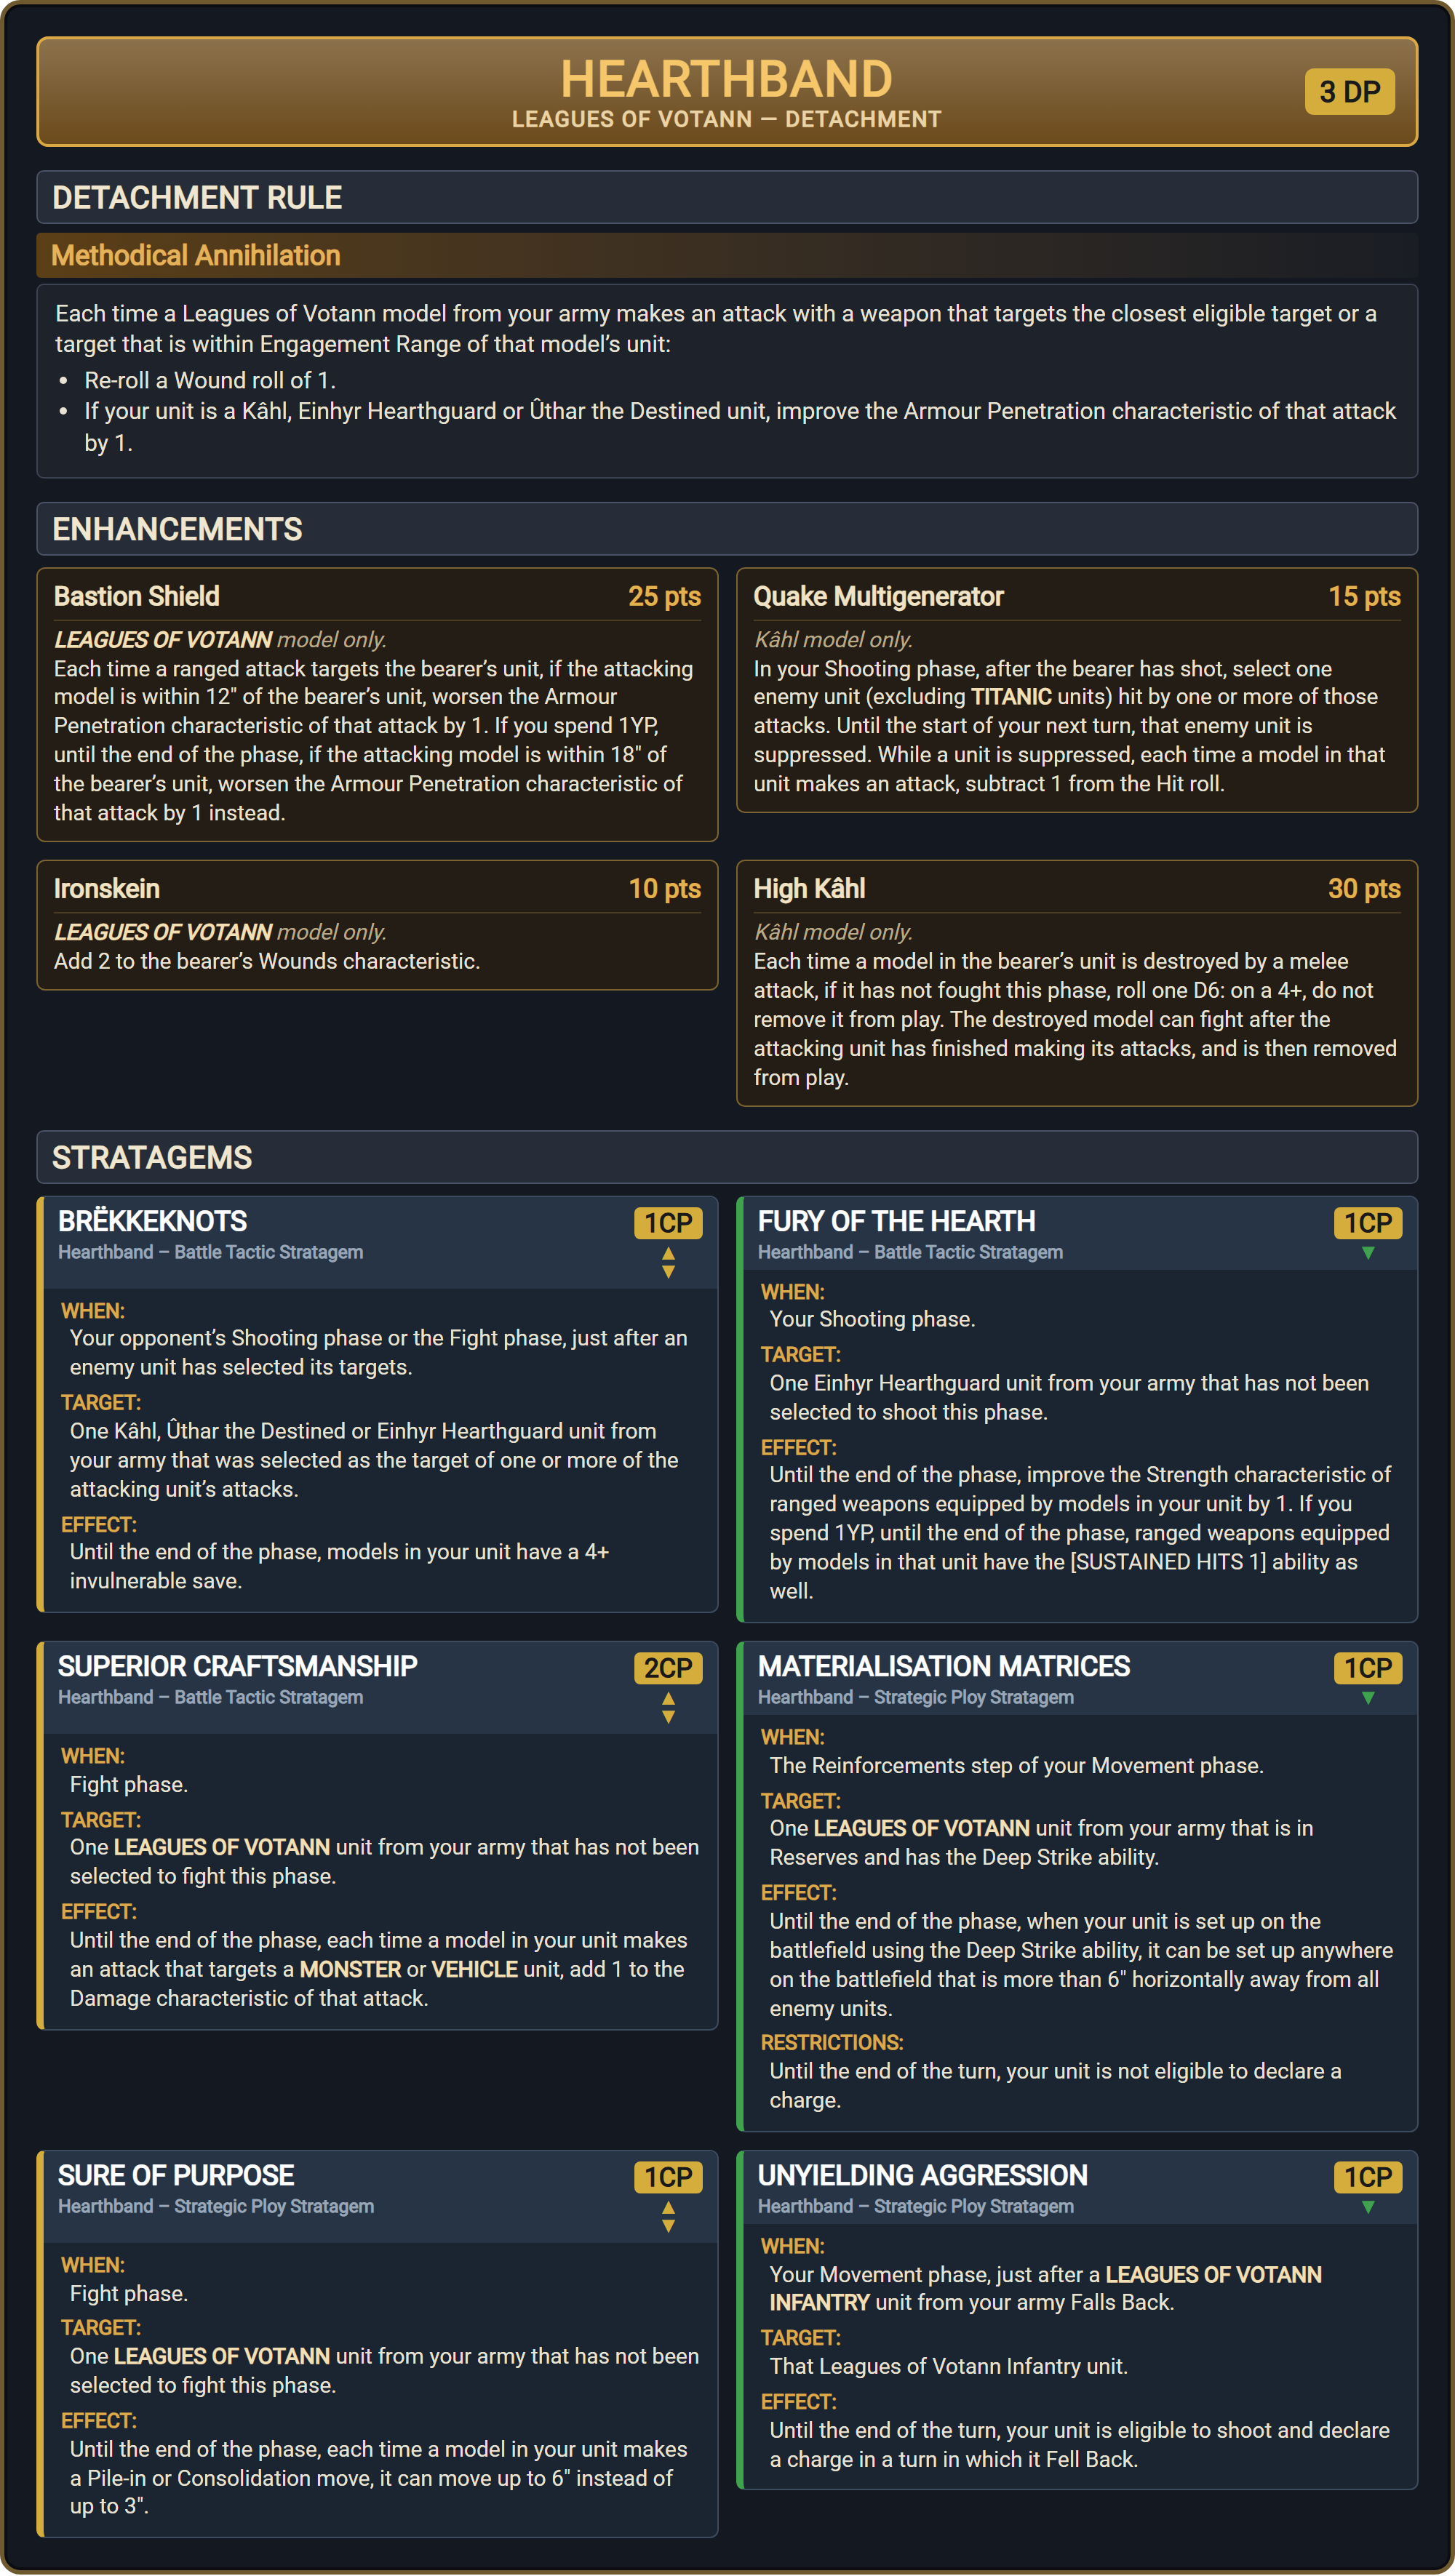 HEARTHBAND
LEAGUES OF VOTANN — DETACHMENT
3 DP
DETACHMENT RULE
Methodical Annihilation
Each time a Leagues of Votann model from your army makes an attack with a weapon that targets the closest eligible target or a
target that is within Engagement Range of that model’s unit:
• Re-roll a Wound roll of 1.
• If your unit is a Kâhl, Einhyr Hearthguard or Ûthar the Destined unit, improve the Armour Penetration characteristic of that attack
by 1.
ENHANCEMENTS
Bastion Shield 25 pts
LEAGUES OF VOTANN model only.
Each time a ranged attack targets the bearer’s unit, if the attacking
model is within 12" of the bearer’s unit, worsen the Armour
Penetration characteristic of that attack by 1. If you spend 1YP,
until the end of the phase, if the attacking model is within 18" of
the bearer’s unit, worsen the Armour Penetration characteristic of
that attack by 1 instead.
Quake Multigenerator 15 pts
Kâhl model only.
In your Shooting phase, after the bearer has shot, select one
enemy unit (excluding TITANIC units) hit by one or more of those
attacks. Until the start of your next turn, that enemy unit is
suppressed. While a unit is suppressed, each time a model in that
unit makes an attack, subtract 1 from the Hit roll.
Ironskein 10 pts
LEAGUES OF VOTANN model only.
Add 2 to the bearer’s Wounds characteristic.
High Kâhl 30 pts
Kâhl model only.
Each time a model in the bearer’s unit is destroyed by a melee
attack, if it has not fought this phase, roll one D6: on a 4+, do not
remove it from play. The destroyed model can fight after the
attacking unit has finished making its attacks, and is then removed
from play.
STRATAGEMS
BRËKKEKNOTS 1CP
Hearthband – Battle Tactic Stratagem
WHEN:
Your opponent’s Shooting phase or the Fight phase, just after an
enemy unit has selected its targets.
TARGET:
One Kâhl, Ûthar the Destined or Einhyr Hearthguard unit from
your army that was selected as the target of one or more of the
attacking unit’s attacks.
EFFECT:
Until the end of the phase, models in your unit have a 4+
invulnerable save.
FURY OF THE HEARTH 1CP
Hearthband – Battle Tactic Stratagem
WHEN:
Your Shooting phase.
TARGET:
One Einhyr Hearthguard unit from your army that has not been
selected to shoot this phase.
EFFECT:
Until the end of the phase, improve the Strength characteristic of
ranged weapons equipped by models in your unit by 1. If you
spend 1YP, until the end of the phase, ranged weapons equipped
by models in that unit have the [SUSTAINED HITS 1] ability as
well.
SUPERIOR CRAFTSMANSHIP 2CP
Hearthband – Battle Tactic Stratagem
WHEN:
Fight phase.
TARGET:
One LEAGUES OF VOTANN unit from your army that has not been
selected to fight this phase.
EFFECT:
Until the end of the phase, each time a model in your unit makes
an attack that targets a MONSTER or VEHICLE unit, add 1 to the
Damage characteristic of that attack.
MATERIALISATION MATRICES 1CP
Hearthband – Strategic Ploy Stratagem
WHEN:
The Reinforcements step of your Movement phase.
TARGET:
One LEAGUES OF VOTANN unit from your army that is in
Reserves and has the Deep Strike ability.
EFFECT:
Until the end of the phase, when your unit is set up on the
battlefield using the Deep Strike ability, it can be set up anywhere
on the battlefield that is more than 6" horizontally away from all
enemy units.
RESTRICTIONS:
Until the end of the turn, your unit is not eligible to declare a
charge.
SURE OF PURPOSE 1CP
Hearthband – Strategic Ploy Stratagem
WHEN:
Fight phase.
TARGET:
One LEAGUES OF VOTANN unit from your army that has not been
selected to fight this phase.
EFFECT:
Until the end of the phase, each time a model in your unit makes
a Pile-in or Consolidation move, it can move up to 6" instead of
up to 3".
UNYIELDING AGGRESSION 1CP
Hearthband – Strategic Ploy Stratagem
WHEN:
Your Movement phase, just after a LEAGUES OF VOTANN
INFANTRY unit from your army Falls Back.
TARGET:
That Leagues of Votann Infantry unit.
EFFECT:
Until the end of the turn, your unit is eligible to shoot and declare
a charge in a turn in which it Fell Back.